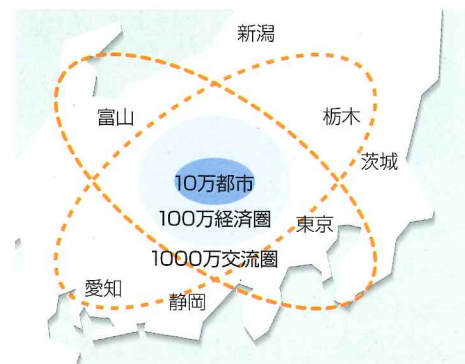 新潟
富山
栃木
茨城
10万都市
100万経済圏
東京
1000万交流圏
愛知
静岡